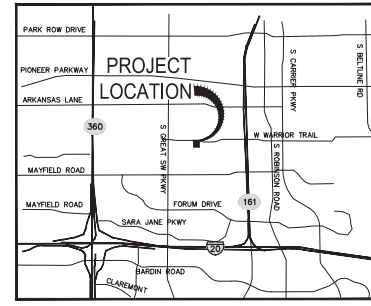 PARK ROW DRIVE
PIONEER PARKWAY
PROJECT
LOCATION
ARKANSAS LANE
S CARRIER PKWY
S BELTLINE RD
360
S GREAT SW PKWY
W WARRIOR TRAIL
S ROBINSON ROAD
MAYFIELD ROAD
161
MAYFIELD ROAD
FORUM DRIVE
SARA JANE PKWY
20
BARDIN ROAD
CLAREMONT